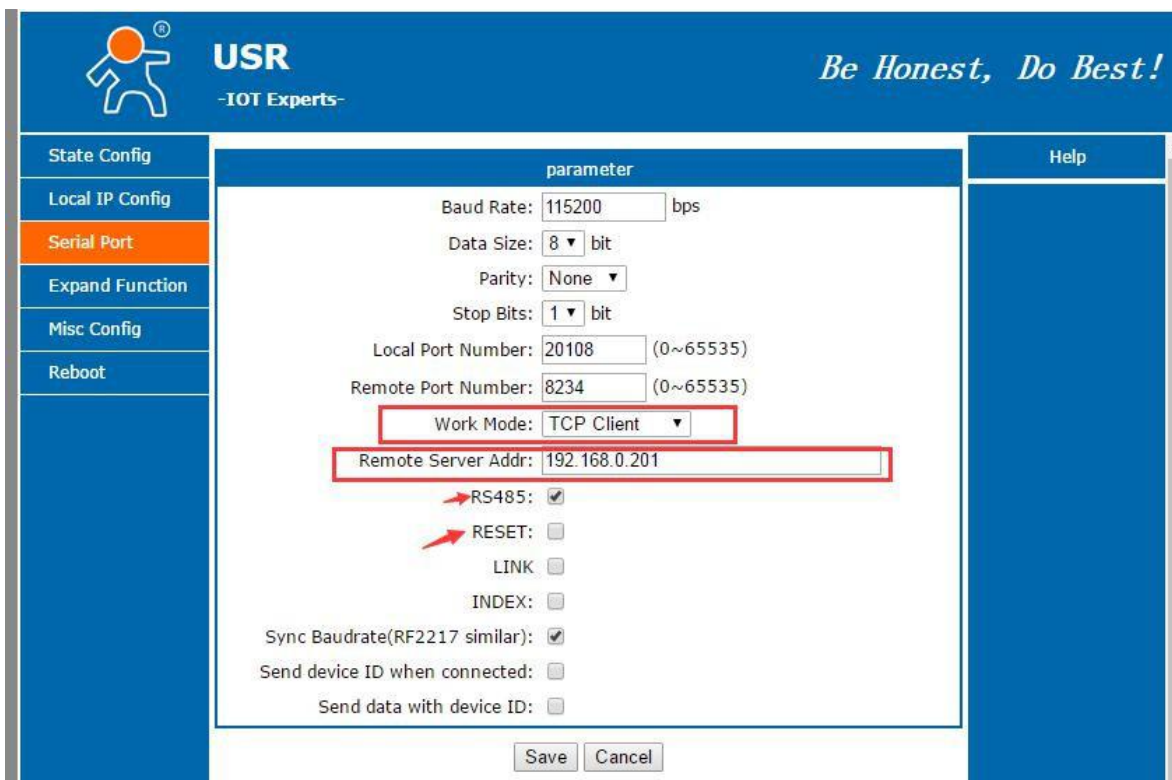 ®
USR
-IOT Experts-
Be Honest, Do Best!
State Config
Local IP Config
Serial Port
Expand Function
Misc Config
Reboot
parameter
Baud Rate: 115200 bps
Data Size: 8 bit
Parity: None
Stop Bits: 1 bit
Local Port Number: 20108 (0~65535)
Remote Port Number: 8234 (0~65535)
Work Mode: TCP Client
Remote Server Addr: 192.168.0.201
RS485:
RESET:
LINK
INDEX:
Sync Baudrate(RF2217 similar):
Send device ID when connected:
Send data with device ID:
Save Cancel
Help